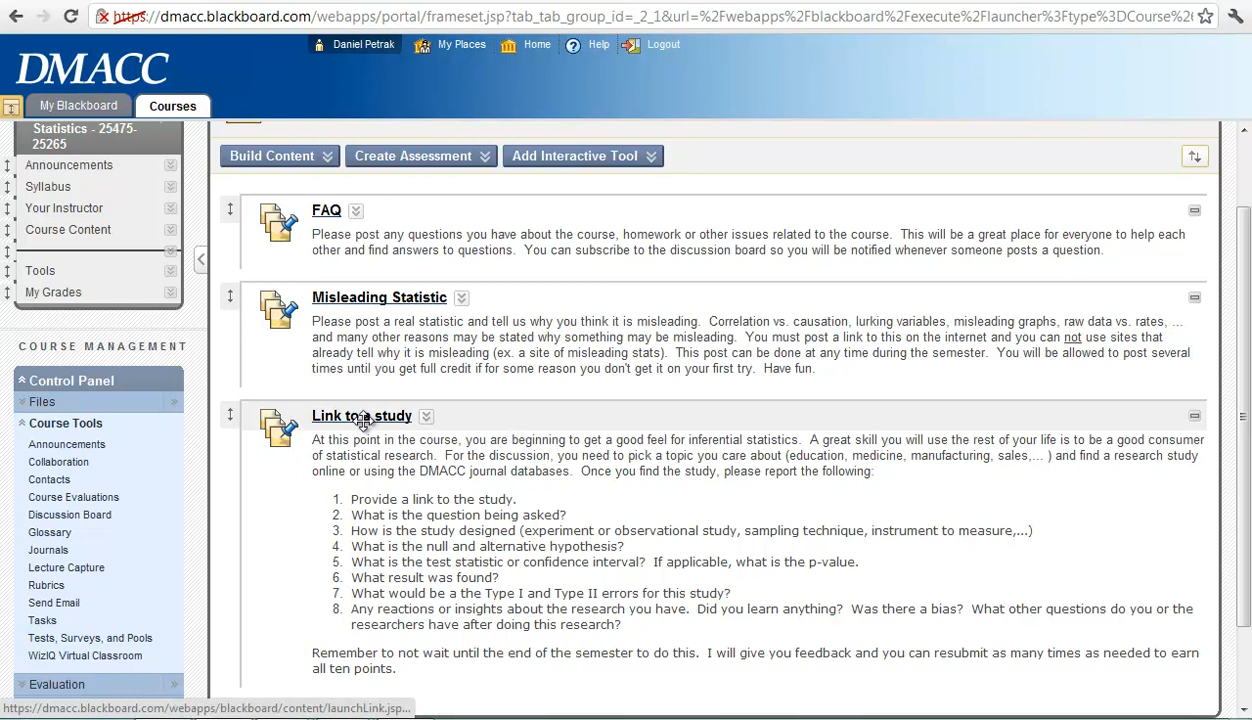 https://dmacc.blackboard.com/webapps/portal/frameset.jsp?tab_tab_group_id=_2_1&url=%2Fwebapps%2Fblackboard%2Fexecute%2Flauncher%3Ftype%3DCourse%26
Daniel Petrak My Places Home Help Logout
DMACC
My Blackboard Courses
Statistics - 25475-
25265
Announcements
Syllabus
Your Instructor
Course Content
Tools
My Grades
COURSE MANAGEMENT
Control Panel
Files
Course Tools
Announcements
Collaboration
Contacts
Course Evaluations
Discussion Board
Glossary
Journals
Lecture Capture
Rubrics
Send Email
Tasks
Tests, Surveys, and Pools
WizIQ Virtual Classroom
Evaluation
Build Content Create Assessment Add Interactive Tool
FAQ
Please post any questions you have about the course, homework or other issues related to the course. This will be a great place for everyone to help each
other and find answers to questions. You can subscribe to the discussion board so you will be notified whenever someone posts a question.
Misleading Statistic
Please post a real statistic and tell us why you think it is misleading. Correlation vs. causation, lurking variables, misleading graphs, raw data vs. rates, ...
and many other reasons may be stated why something may be misleading. You must post a link to this on the internet and you can not use sites that
already tell why it is misleading (ex. a site of misleading stats). This post can be done at any time during the semester. You will be allowed to post several
times until you get full credit if for some reason you don't get it on your first try. Have fun.
Link to a study
At this point in the course, you are beginning to get a good feel for inferential statistics. A great skill you will use the rest of your life is to be a good consumer
of statistical research. For the discussion, you need to pick a topic you care about (education, medicine, manufacturing, sales,... ) and find a research study
online or using the DMACC journal databases. Once you find the study, please report the following:
1. Provide a link to the study.
2. What is the question being asked?
3. How is the study designed (experiment or observational study, sampling technique, instrument to measure,...)
4. What is the null and alternative hypothesis?
5. What is the test statistic or confidence interval? If applicable, what is the p-value.
6. What result was found?
7. What would be a the Type I and Type II errors for this study?
8. Any reactions or insights about the research you have. Did you learn anything? Was there a bias? What other questions do you or the
researchers have after doing this research?
Remember to not wait until the end of the semester to do this. I will give you feedback and you can resubmit as many times as needed to earn
all ten points.
https://dmacc.blackboard.com/webapps/blackboard/content/launchLink.jsp...